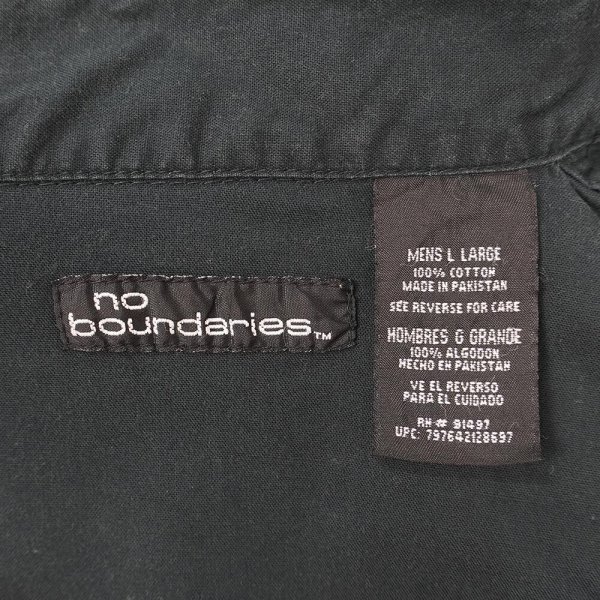 no
boundaries™
MENS L LARGE
100% COTTON
MADE IN PAKISTAN
SEE REVERSE FOR CARE
HOMBRES G GRANDE
100% ALGODON
HECHO EN PAKISTAN
VE EL REVERSO
PARA EL CUIDADO
RN# 91497
UPC: 797642128697